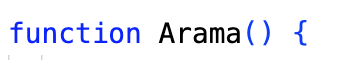 function Arama() {